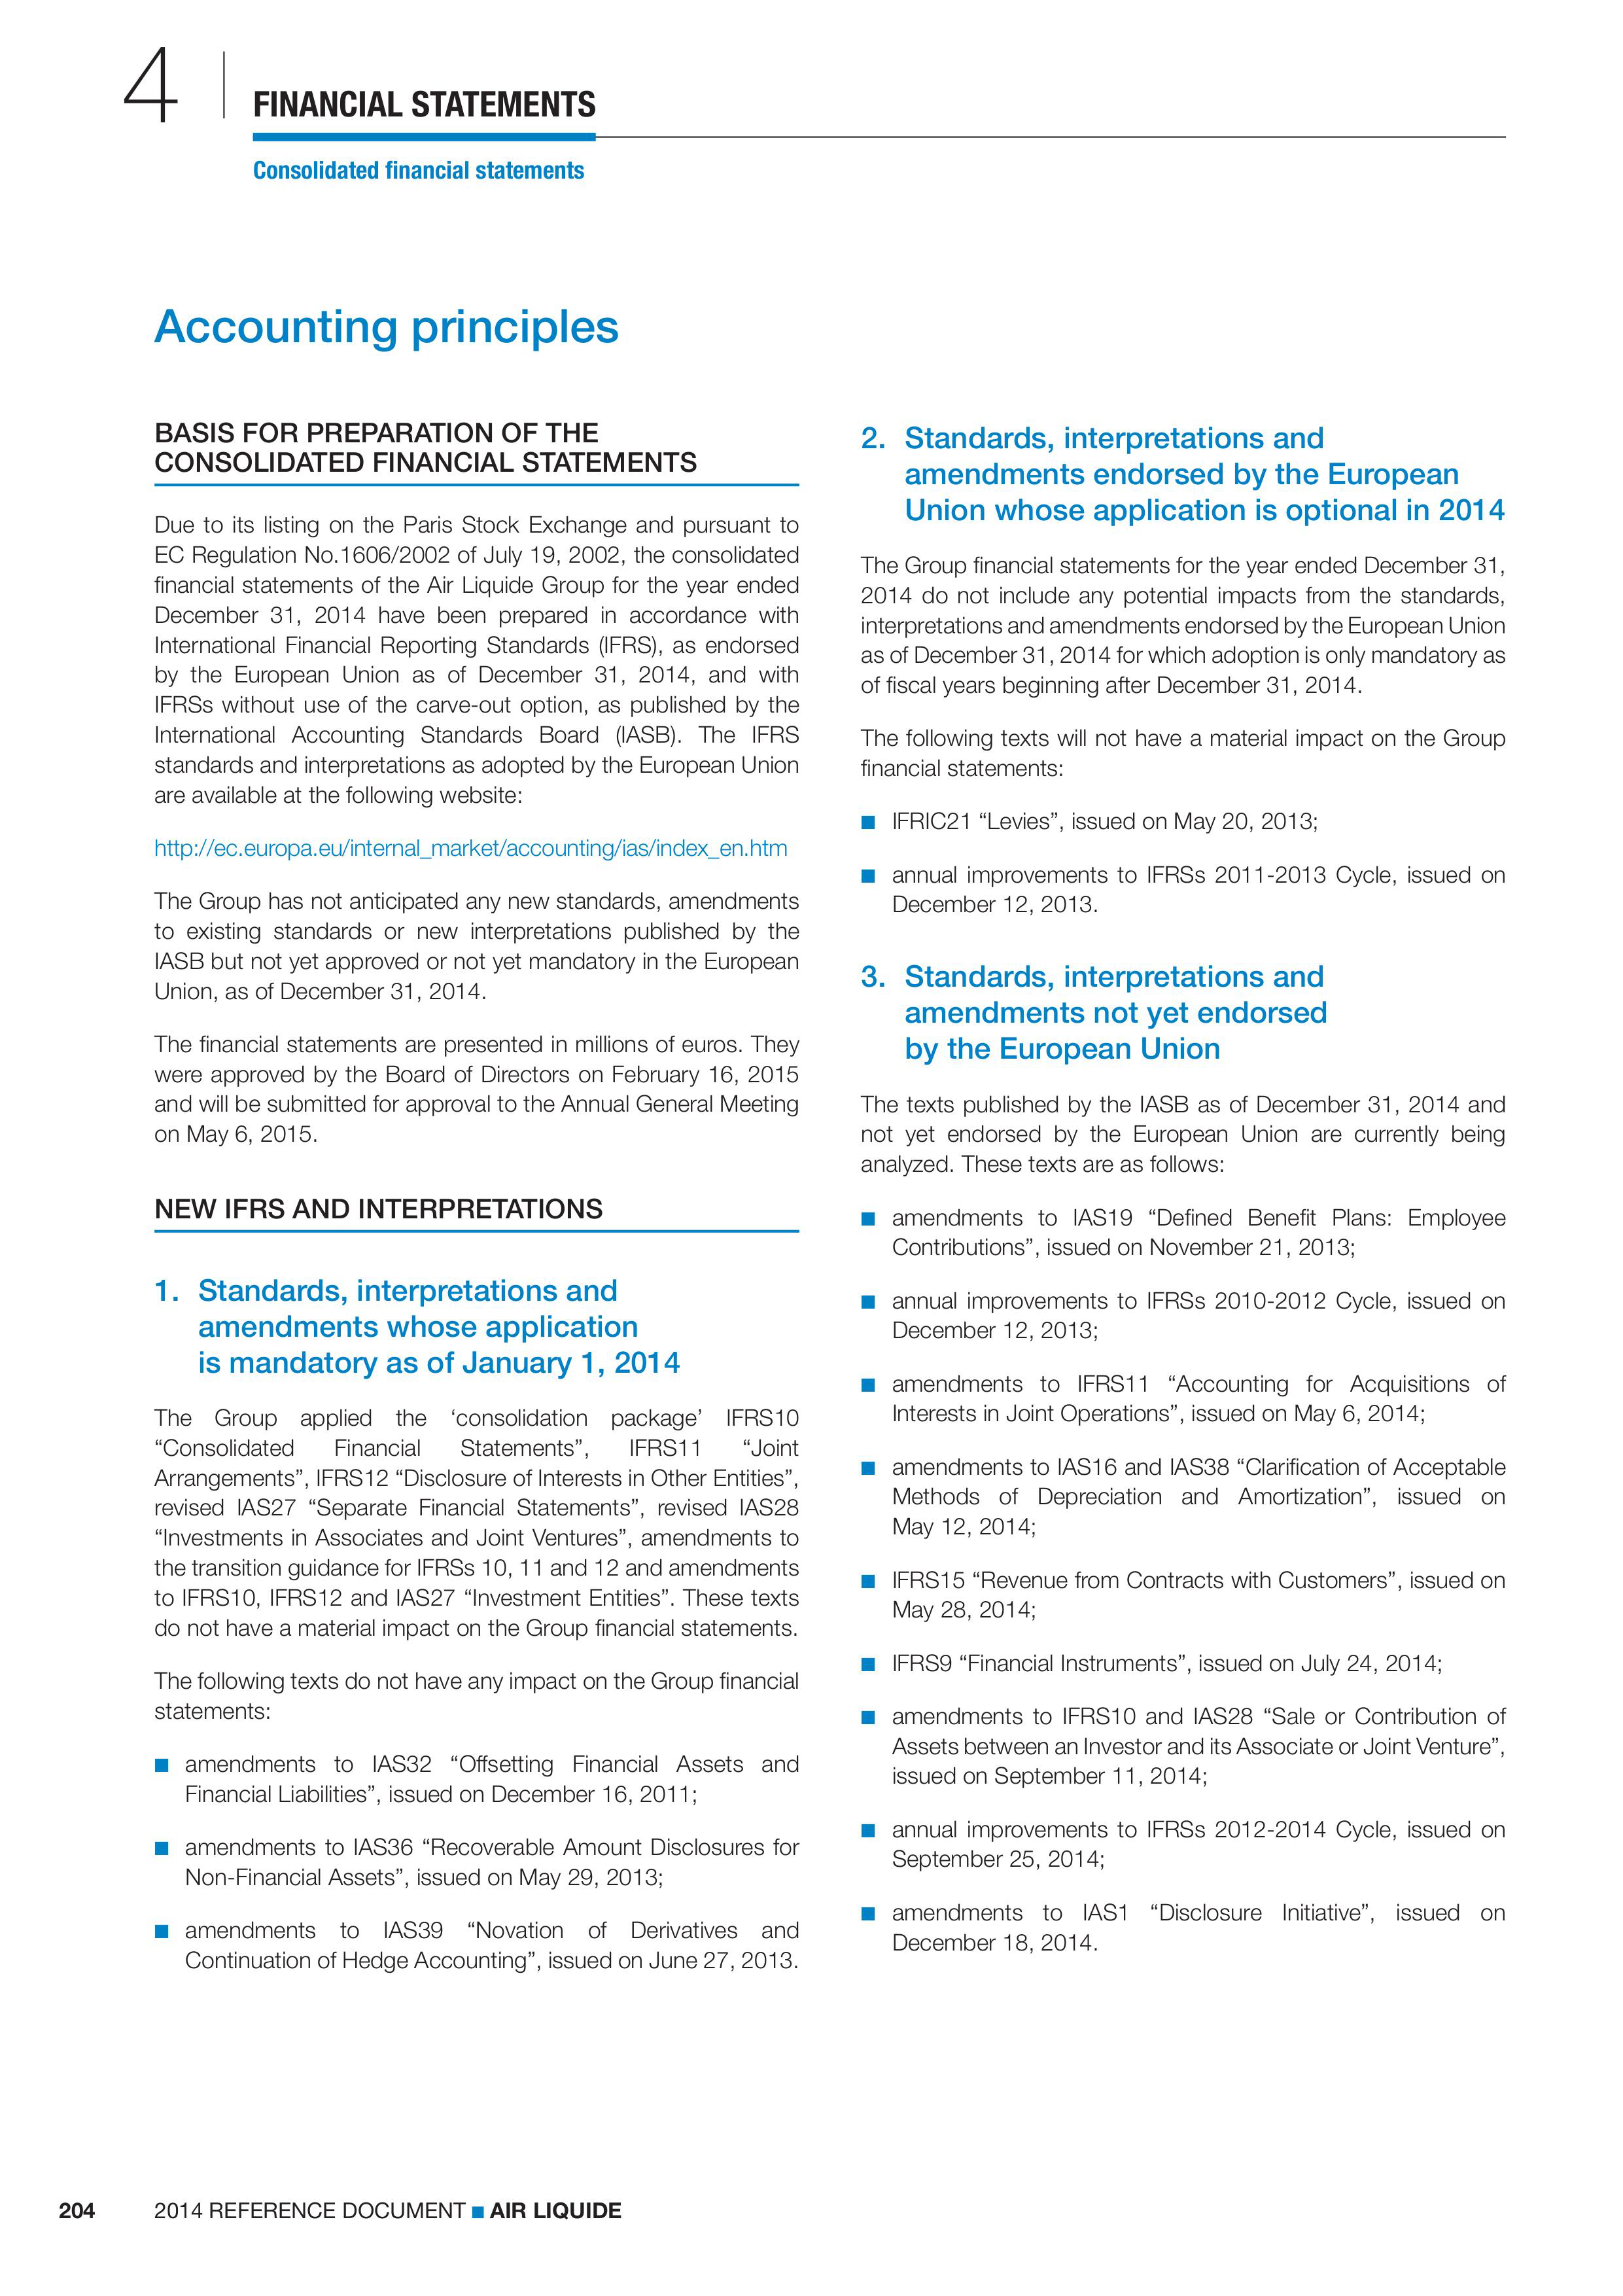 4
FINANCIAL STATEMENTS
Consolidated financial statements
Accounting principles
BASIS FOR PREPARATION OF THE
CONSOLIDATED FINANCIAL STATEMENTS
Due to its listing on the Paris Stock Exchange and pursuant to
EC Regulation No.1606/2002 of July 19, 2002, the consolidated
financial statements of the Air Liquide Group for the year ended
December 31, 2014 have been prepared in accordance with
International Financial Reporting Standards (IFRS), as endorsed
by the European Union as of December 31, 2014, and with
IFRSs without use of the carve-out option, as published by the
International Accounting Standards Board (IASB). The IFRS
standards and interpretations as adopted by the European Union
are available at the following website:
http://ec.europa.eu/internal_market/accounting/ias/index_en.htm
The Group has not anticipated any new standards, amendments
to existing standards or new interpretations published by the
IASB but not yet approved or not yet mandatory in the European
Union, as of December 31, 2014.
The financial statements are presented in millions of euros. They
were approved by the Board of Directors on February 16, 2015
and will be submitted for approval to the Annual General Meeting
on May 6, 2015.
NEW IFRS AND INTERPRETATIONS
1. Standards, interpretations and
amendments whose application
is mandatory as of January 1, 2014
The Group applied the ‘consolidation package’ IFRS10
“Consolidated Financial Statements”, IFRS11 “Joint
Arrangements”, IFRS12 “Disclosure of Interests in Other Entities”,
revised IAS27 “Separate Financial Statements”, revised IAS28
“Investments in Associates and Joint Ventures”, amendments to
the transition guidance for IFRSs 10, 11 and 12 and amendments
to IFRS10, IFRS12 and IAS27 “Investment Entities”. These texts
do not have a material impact on the Group financial statements.
The following texts do not have any impact on the Group financial
statements:
■ amendments to IAS32 “Offsetting Financial Assets and
Financial Liabilities”, issued on December 16, 2011;
■ amendments to IAS36 “Recoverable Amount Disclosures for
Non-Financial Assets”, issued on May 29, 2013;
■ amendments to IAS39 “Novation of Derivatives and
Continuation of Hedge Accounting”, issued on June 27, 2013.
2. Standards, interpretations and
amendments endorsed by the European
Union whose application is optional in 2014
The Group financial statements for the year ended December 31,
2014 do not include any potential impacts from the standards,
interpretations and amendments endorsed by the European Union
as of December 31, 2014 for which adoption is only mandatory as
of fiscal years beginning after December 31, 2014.
The following texts will not have a material impact on the Group
financial statements:
■ IFRIC21 “Levies”, issued on May 20, 2013;
■ annual improvements to IFRSs 2011-2013 Cycle, issued on
December 12, 2013.
3. Standards, interpretations and
amendments not yet endorsed
by the European Union
The texts published by the IASB as of December 31, 2014 and
not yet endorsed by the European Union are currently being
analyzed. These texts are as follows:
■ amendments to IAS19 “Defined Benefit Plans: Employee
Contributions”, issued on November 21, 2013;
■ annual improvements to IFRSs 2010-2012 Cycle, issued on
December 12, 2013;
■ amendments to IFRS11 “Accounting for Acquisitions of
Interests in Joint Operations”, issued on May 6, 2014;
■ amendments to IAS16 and IAS38 “Clarification of Acceptable
Methods of Depreciation and Amortization”, issued on
May 12, 2014;
■ IFRS15 “Revenue from Contracts with Customers”, issued on
May 28, 2014;
■ IFRS9 “Financial Instruments”, issued on July 24, 2014;
■ amendments to IFRS10 and IAS28 “Sale or Contribution of
Assets between an Investor and its Associate or Joint Venture”,
issued on September 11, 2014;
■ annual improvements to IFRSs 2012-2014 Cycle, issued on
September 25, 2014;
■ amendments to IAS1 “Disclosure Initiative”, issued on
December 18, 2014.
204 2014 REFERENCE DOCUMENT ■ AIR LIQUIDE